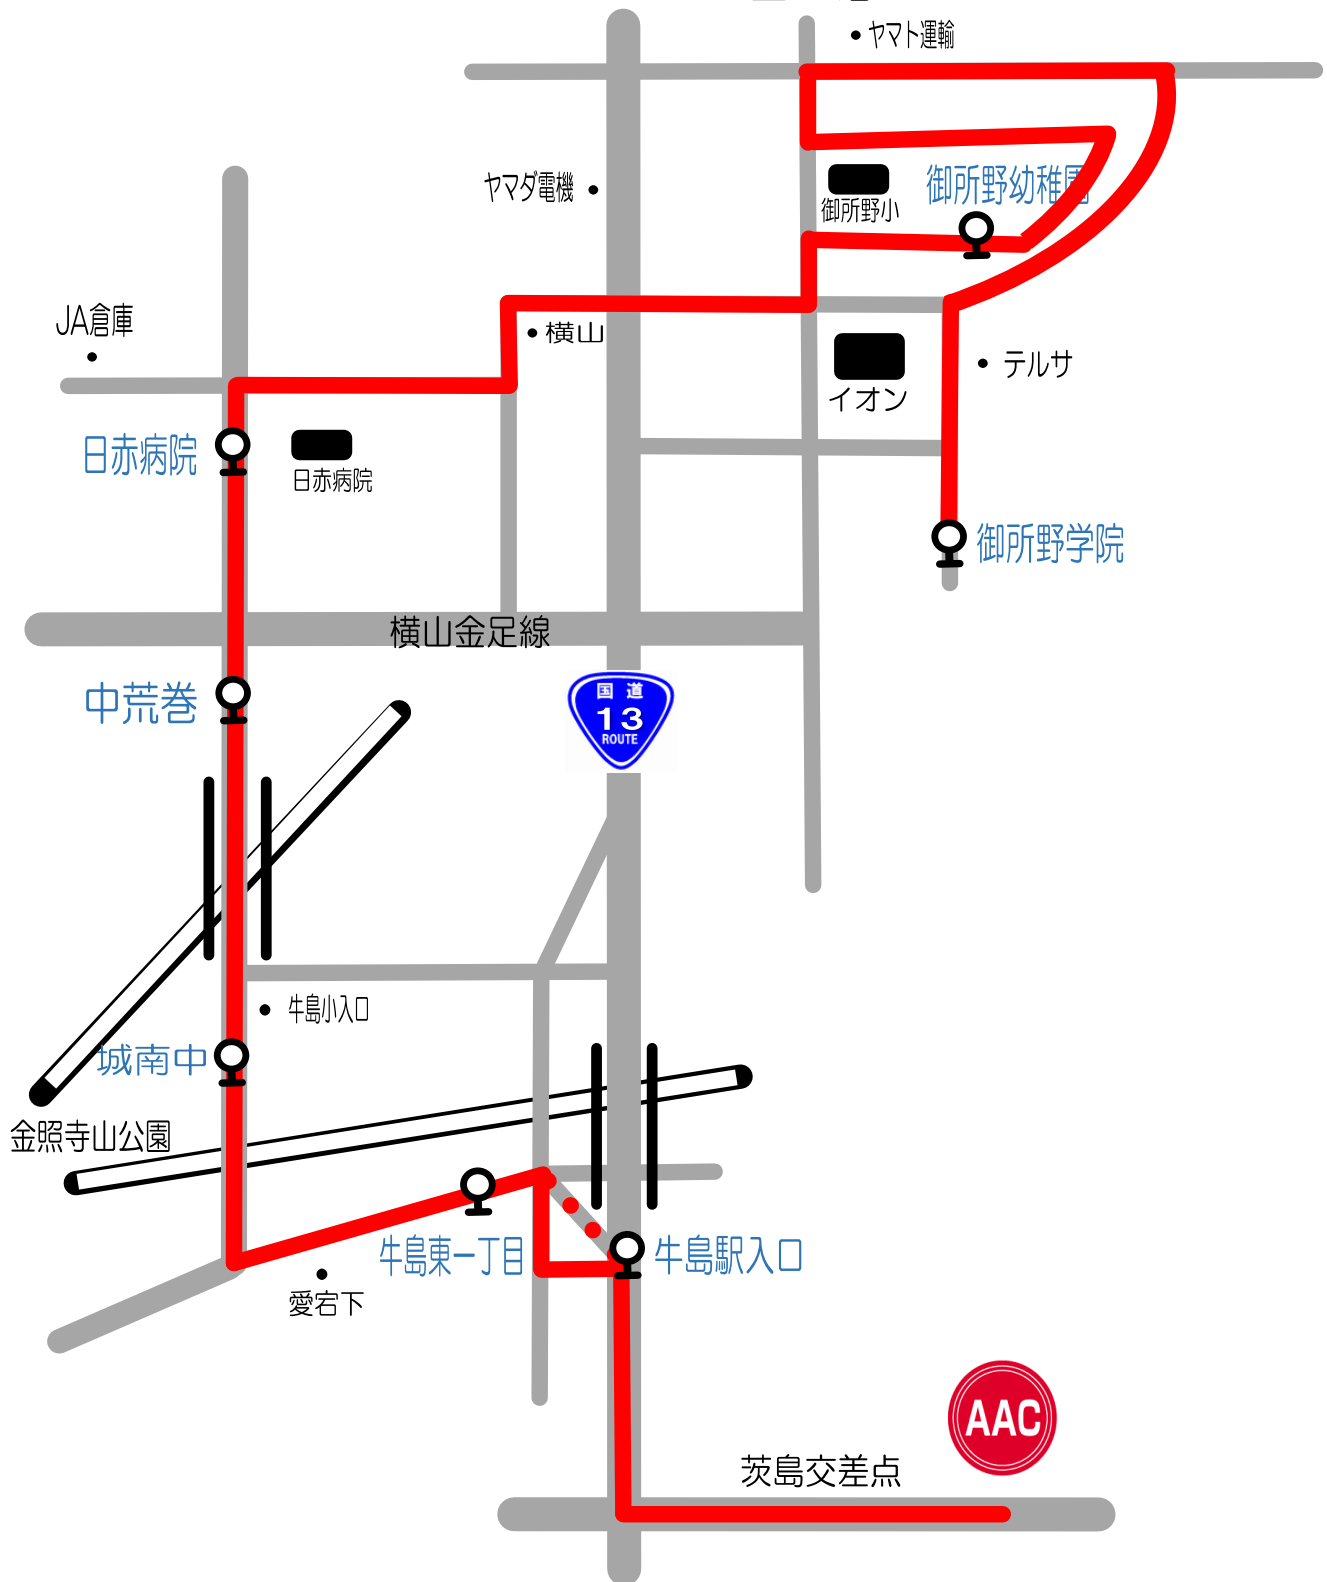 ヤマト運輸
ヤマダ電機
御所野幼稚園
御所野小
JA倉庫
横山
テルサ
イオン
日赤病院
日赤病院
御所野学院
横山金足線
中荒巻
国道
13
ROUTE
牛島小入口
城南中
金照寺山公園
牛島東一丁目
牛島駅入口
愛宕下
AAC
茨島交差点